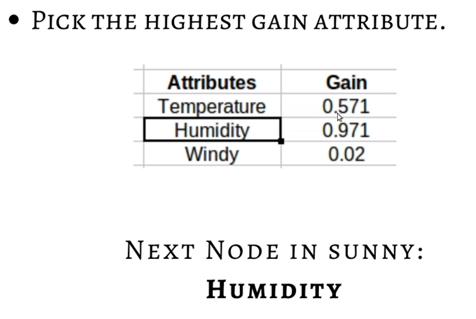 • Pick the highest gain attribute.
Attributes Gain
Temperature 0.571
Humidity 0.971
Windy 0.02
Next Node in sunny:
Humidity